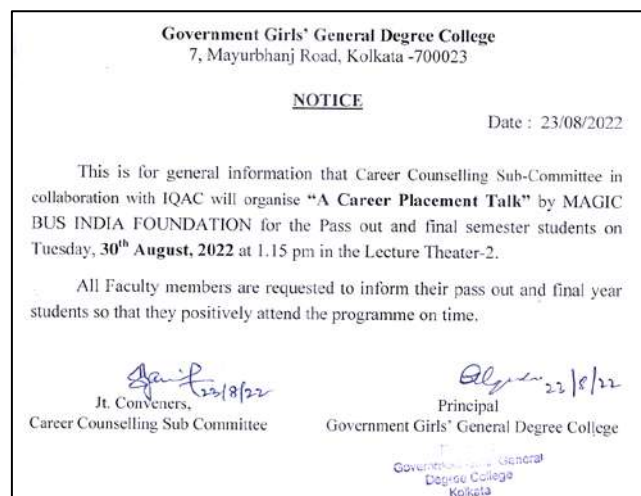 Government Girls' General Degree College
7, Mayurbhanj Road, Kolkata -700023
NOTICE
Date : 23/08/2022
This is for general information that Career Counselling Sub-Committee in
collaboration with IQAC will organise “A Career Placement Talk” by MAGIC
BUS INDIA FOUNDATION for the Pass out and final semester students on
Tuesday, 30th August, 2022 at 1.15 pm in the Lecture Theater-2.
All Faculty members are requested to inform their pass out and final year
students so that they positively attend the programme on time.
23/8/22
23/8/22
Jt. Conveners,
Principal
Career Counselling Sub Committee
Government Girls' General Degree College
General
Degree College
Kolkata